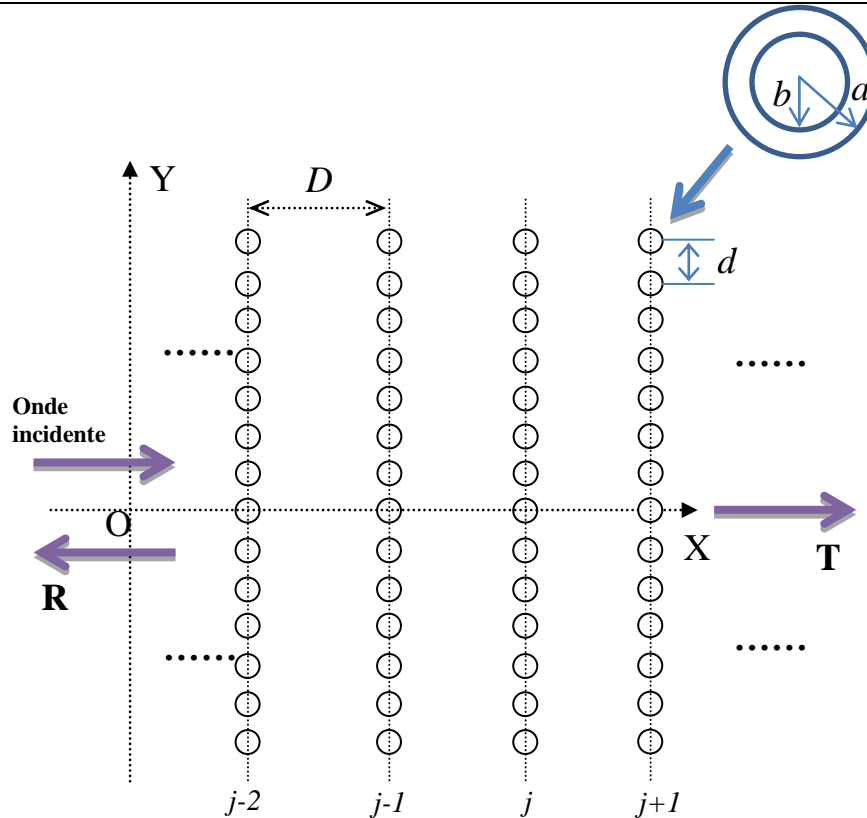 b
a
Y
D
d
......
......
Onde
incidente
O
X
R
T
......
......
j-2
j-1
j
j+1